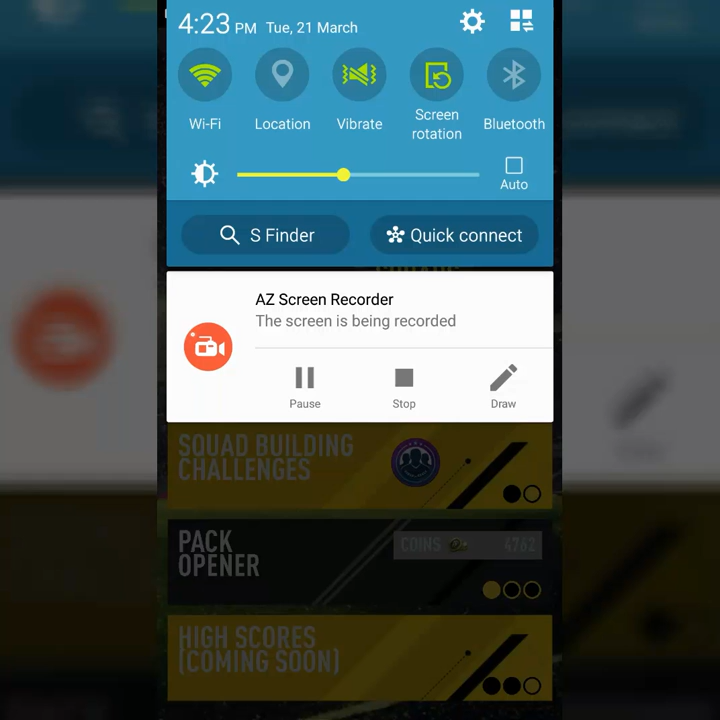 4:23 PM Tue, 21 March
Wi-Fi
Location
Vibrate
Screen
rotation
Bluetooth
Auto
S Finder
Quick connect
AZ Screen Recorder
The screen is being recorded
Pause
Stop
Draw
SQUAD BUILDING
CHALLENGES
PACK
OPENER
COINS 4762
HIGH SCORES
(COMING SOON)